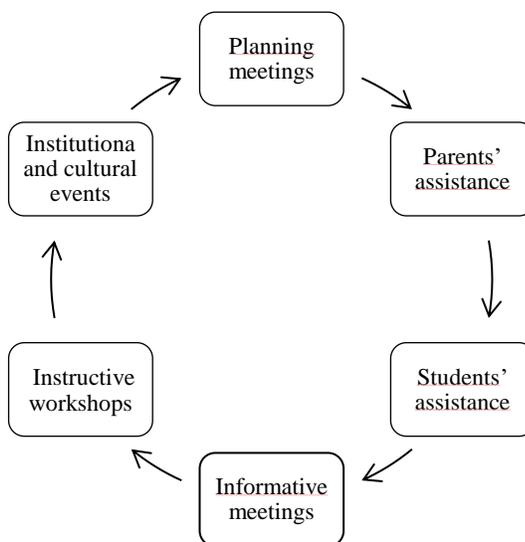 Planning
meetings
Parents’
assistance
Students’
assistance
Informative
meetings
Instructive
workshops
Institutiona
and cultural
events